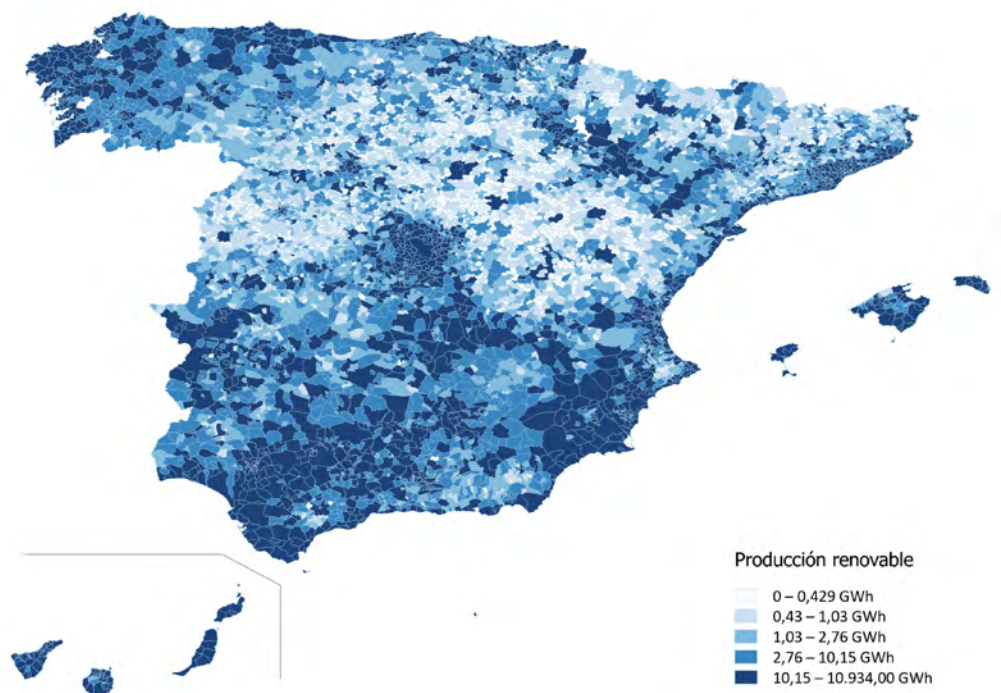 Producción renovable
0 – 0,429 GWh
0,43 – 1,03 GWh
1,03 – 2,76 GWh
2,76 – 10,15 GWh
10,15 – 10.934,00 GWh